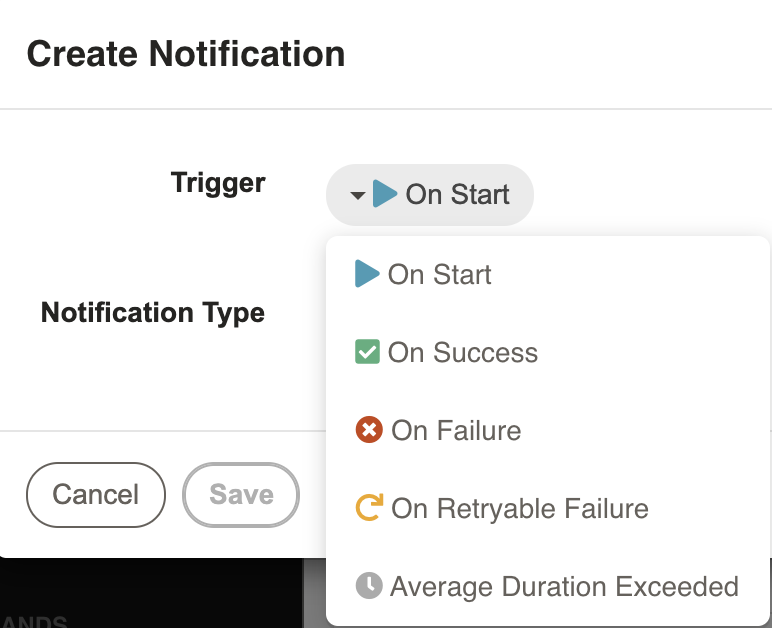 Create Notification
Trigger
On Start
On Start
Notification Type
On Success
On Failure
Cancel
Save
On Retryable Failure
Average Duration Exceeded
ANDS